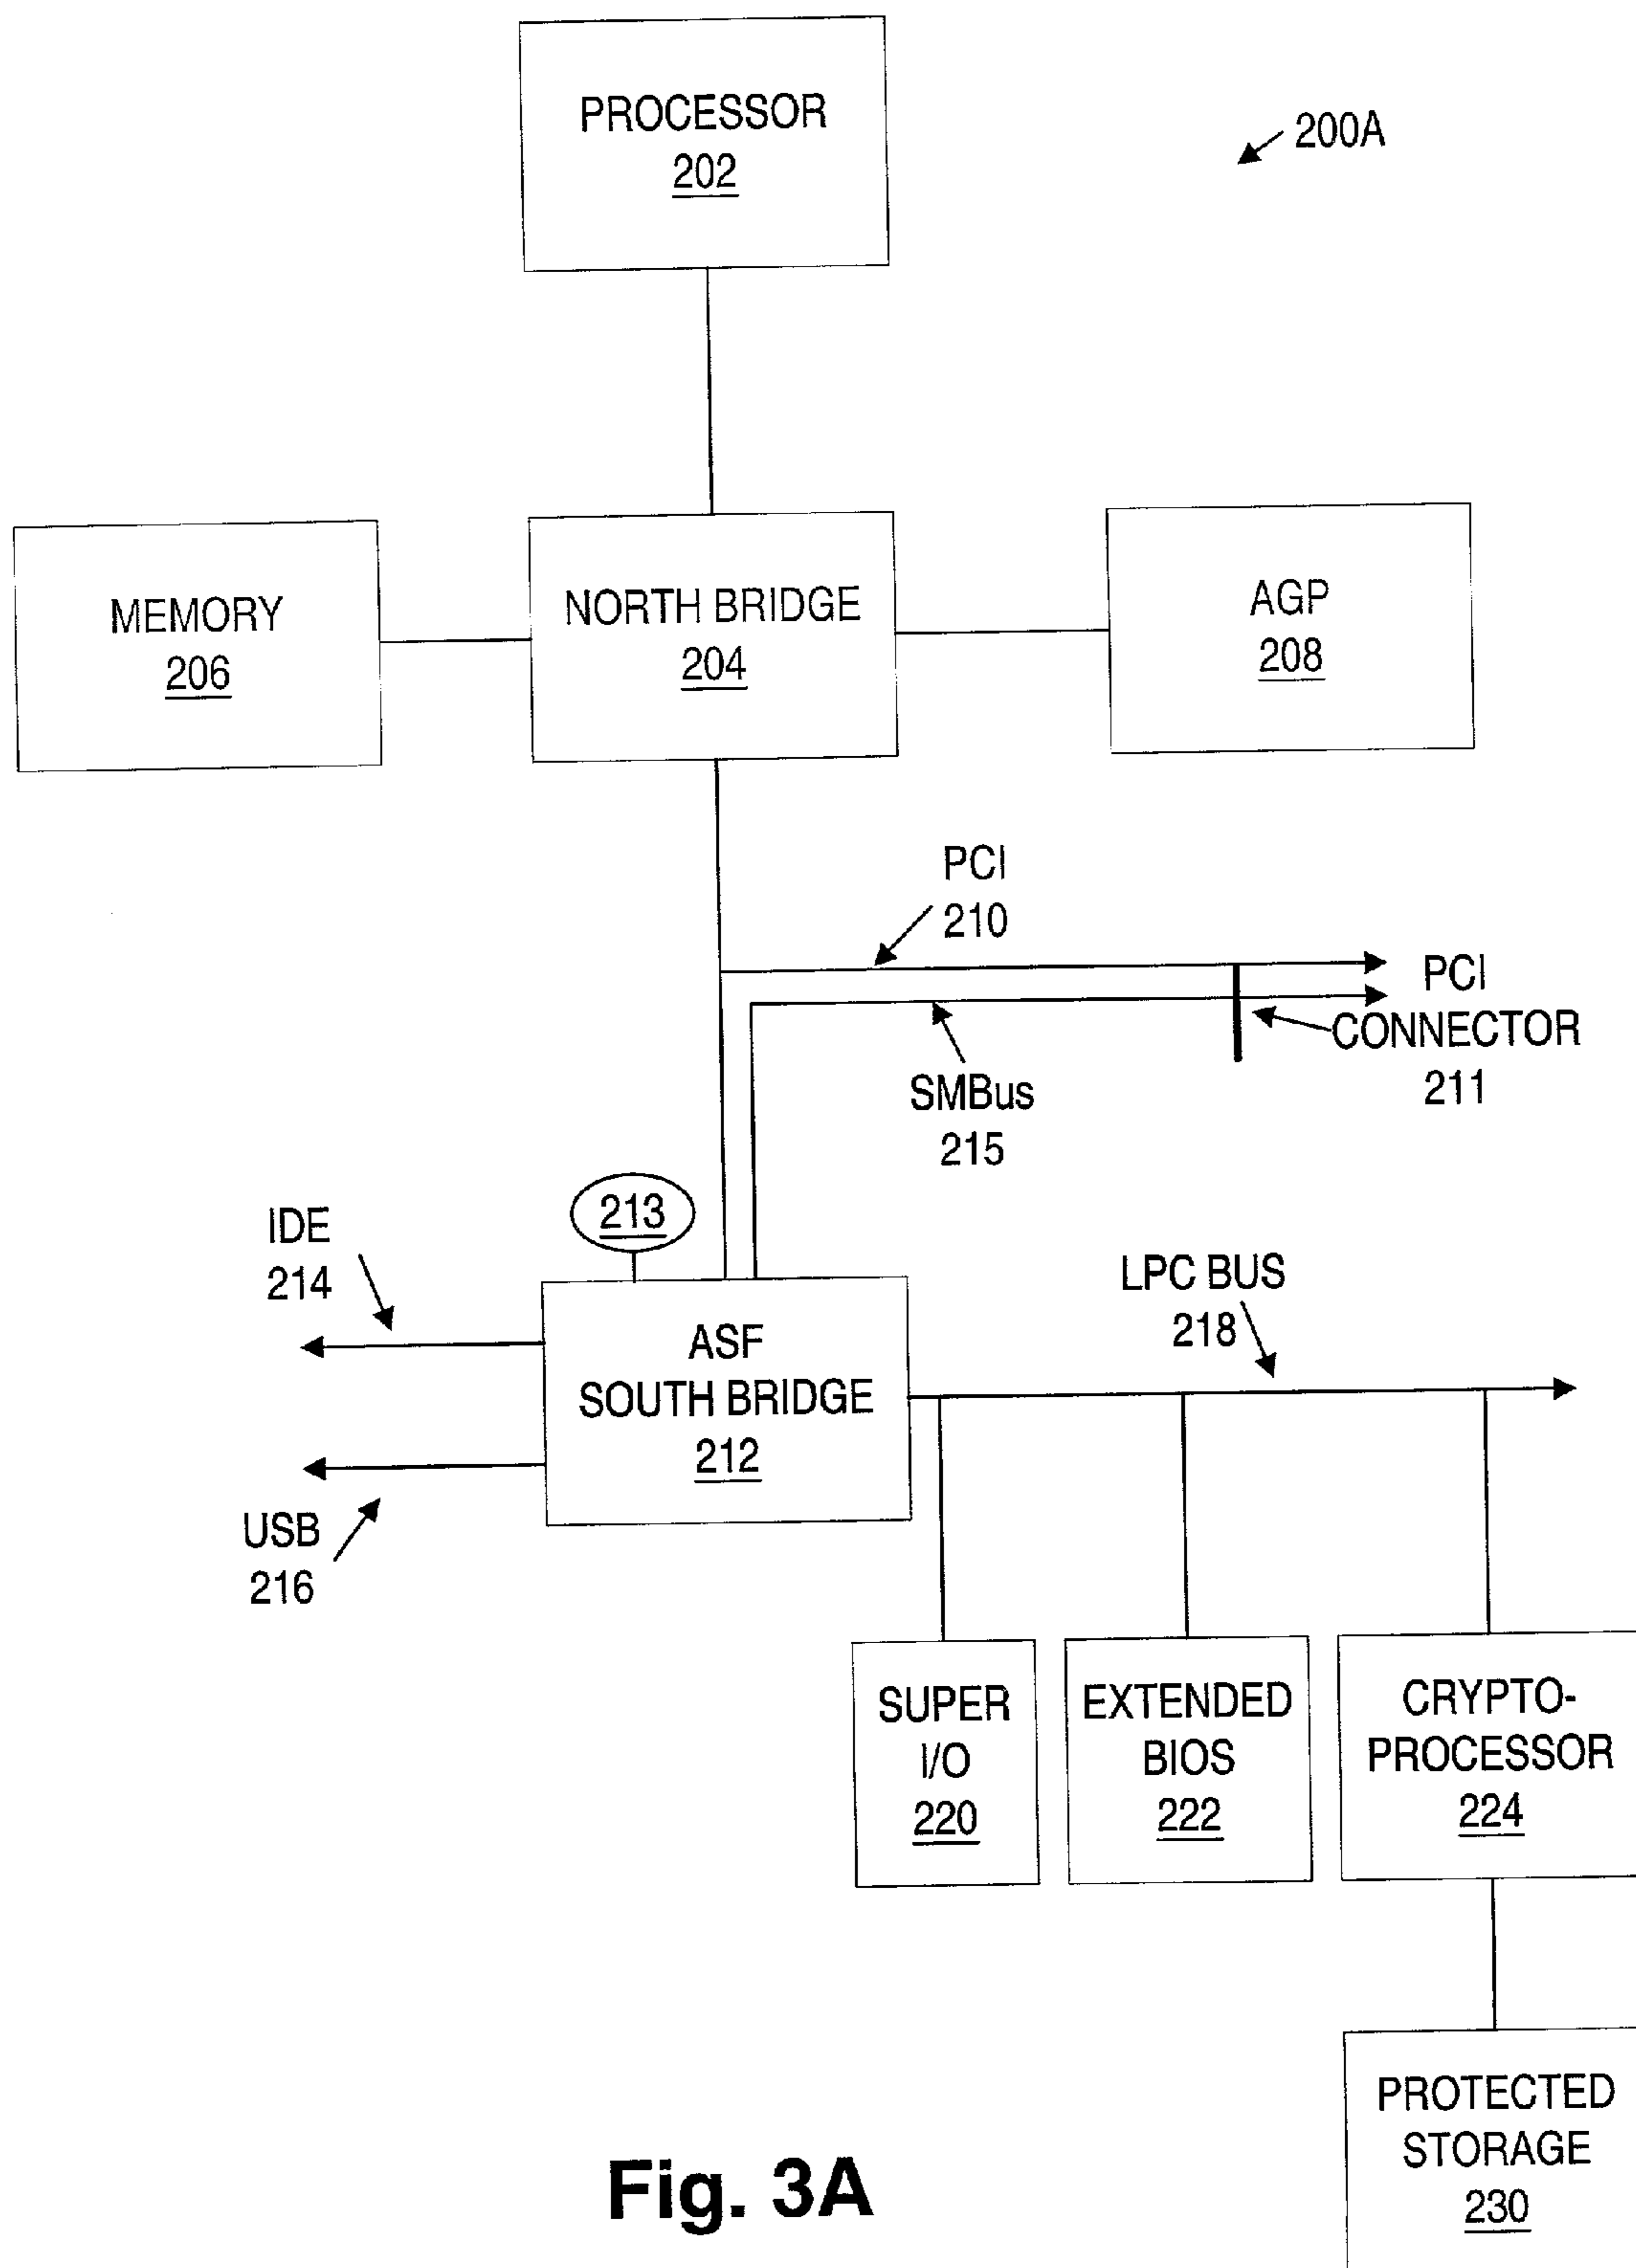 PROCESSOR
202
200A
MEMORY
206
NORTH BRIDGE
204
AGP
208
PCI
210
PCI
CONNECTOR
211
SMBus
215
213
IDE
214
ASF
SOUTH BRIDGE
212
LPC BUS
218
USB
216
SUPER
I/O
220
EXTENDED
BIOS
222
CRYPTO-
PROCESSOR
224
PROTECTED
STORAGE
230
Fig. 3A